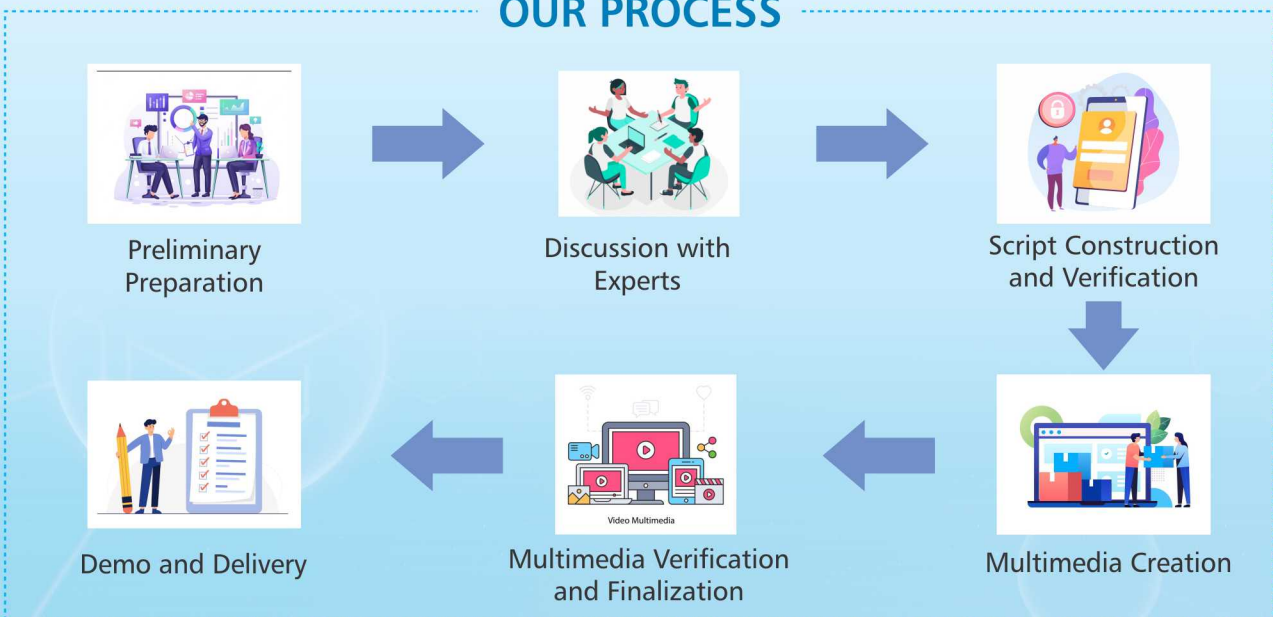 OUR PROCESS
Preliminary
Preparation
Discussion with
Experts
Script Construction
and Verification
Demo and Delivery
Video Multimedia
Multimedia Verification
and Finalization
Multimedia Creation